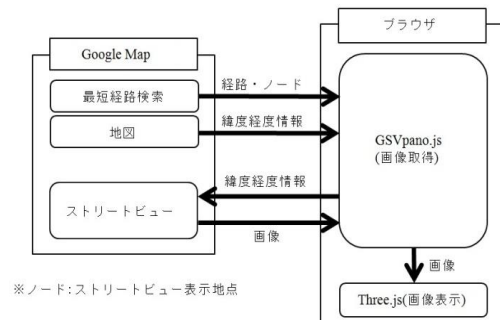 ブラウザ
Google Map
最短経路検索
経路・ノード
地図
緯度経度情報
GSVpano.js
(画像取得)
緯度経度情報
ストリートビュー
画像
画像
※ノード:ストリートビュー表示地点
Three.js(画像表示)